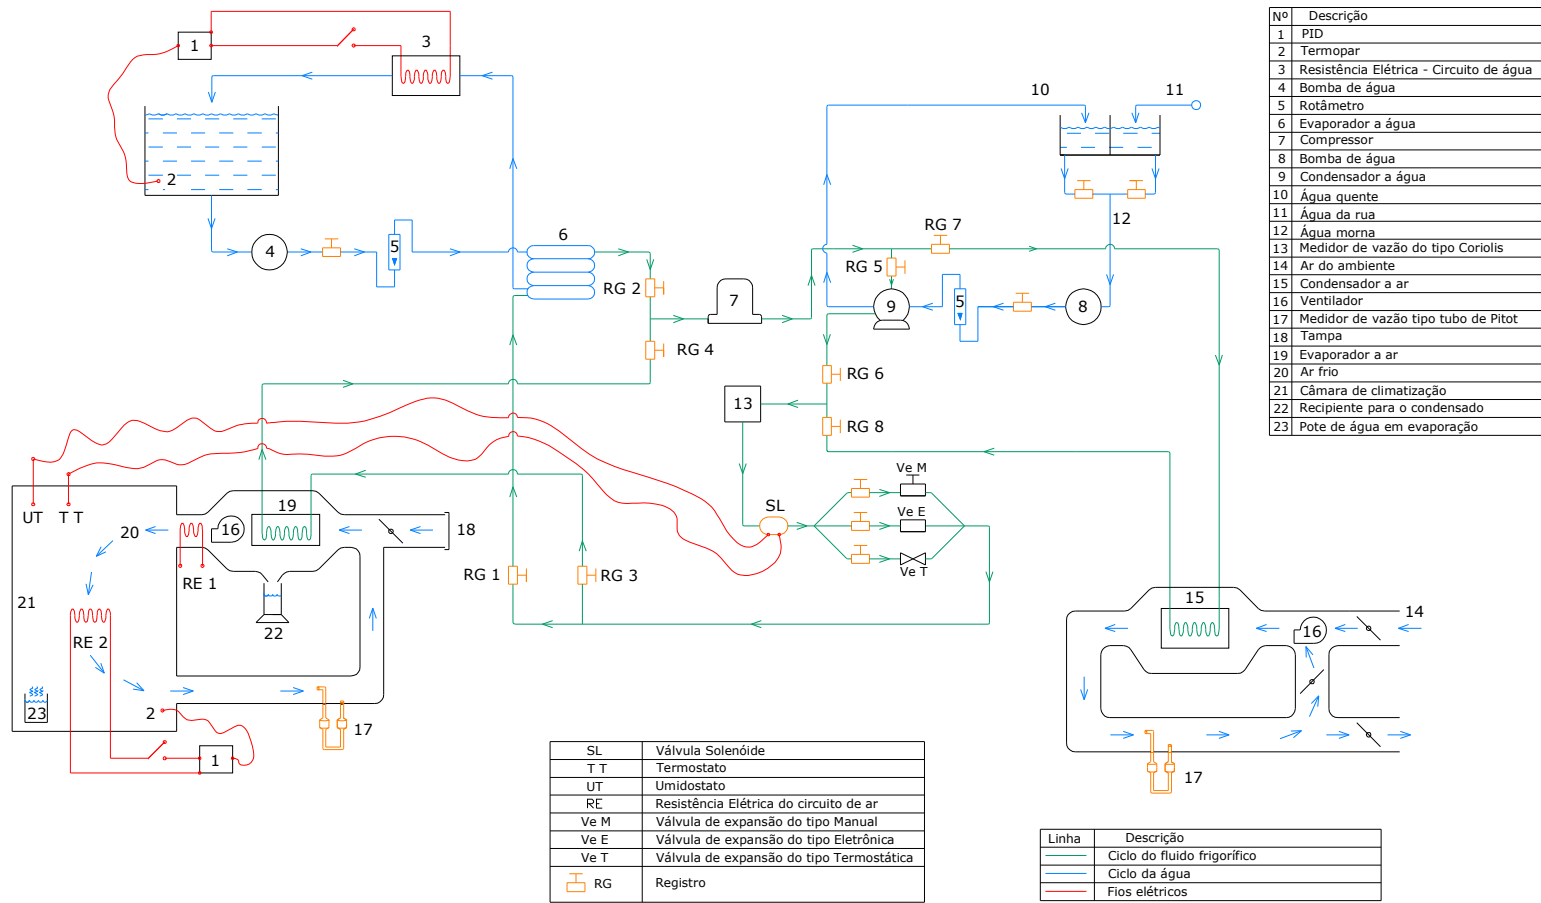 1
3
2
4
5
6
RG 2
7
RG 4
10
11
12
RG 7
RG 5
9
5
8
RG 6
13
RG 8
UT
T T
20
16
19
18
RE 1
21
22
RE 2
23
2
17
1
RG 1
RG 3
SL
Ve M
Ve E
Ve T
15
14
16
17
Nº Descrição
1 PID
2 Termopar
3 Resistência Elétrica - Circuito de água
4 Bomba de água
5 Rotâmetro
6 Evaporador a água
7 Compressor
8 Bomba de água
9 Condensador a água
10 Água quente
11 Água da rua
12 Água morna
13 Medidor de vazão do tipo Coriolis
14 Ar do ambiente
15 Condensador a ar
16 Ventilador
17 Medidor de vazão tipo tubo de Pitot
18 Tampa
19 Evaporador a ar
20 Ar frio
21 Câmara de climatização
22 Recipiente para o condensado
23 Pote de água em evaporação
SL Válvula Solenóide
T T Termostato
UT Umidostato
RE Resistência Elétrica do circuito de ar
Ve M Válvula de expansão do tipo Manual
Ve E Válvula de expansão do tipo Eletrônica
Ve T Válvula de expansão do tipo Termostática
RG Registro
Linha Descrição
Ciclo do fluido frigorífico
Ciclo da água
Fios elétricos